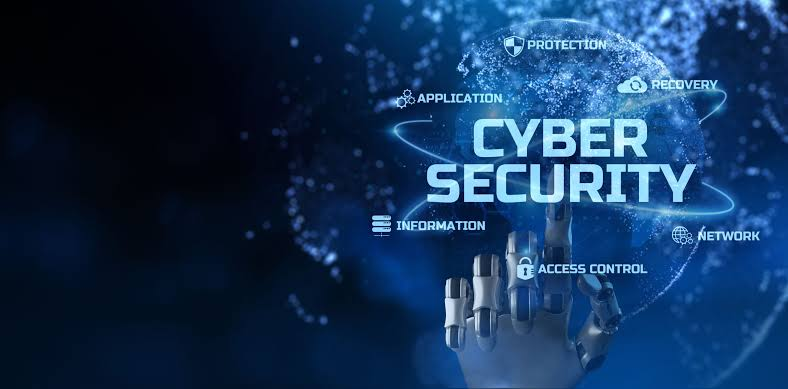 PROTECTION
RECOVERY
APPLICATION
CYBER
SECURITY
INFORMATION
NETWORK
ACCESS CONTROL